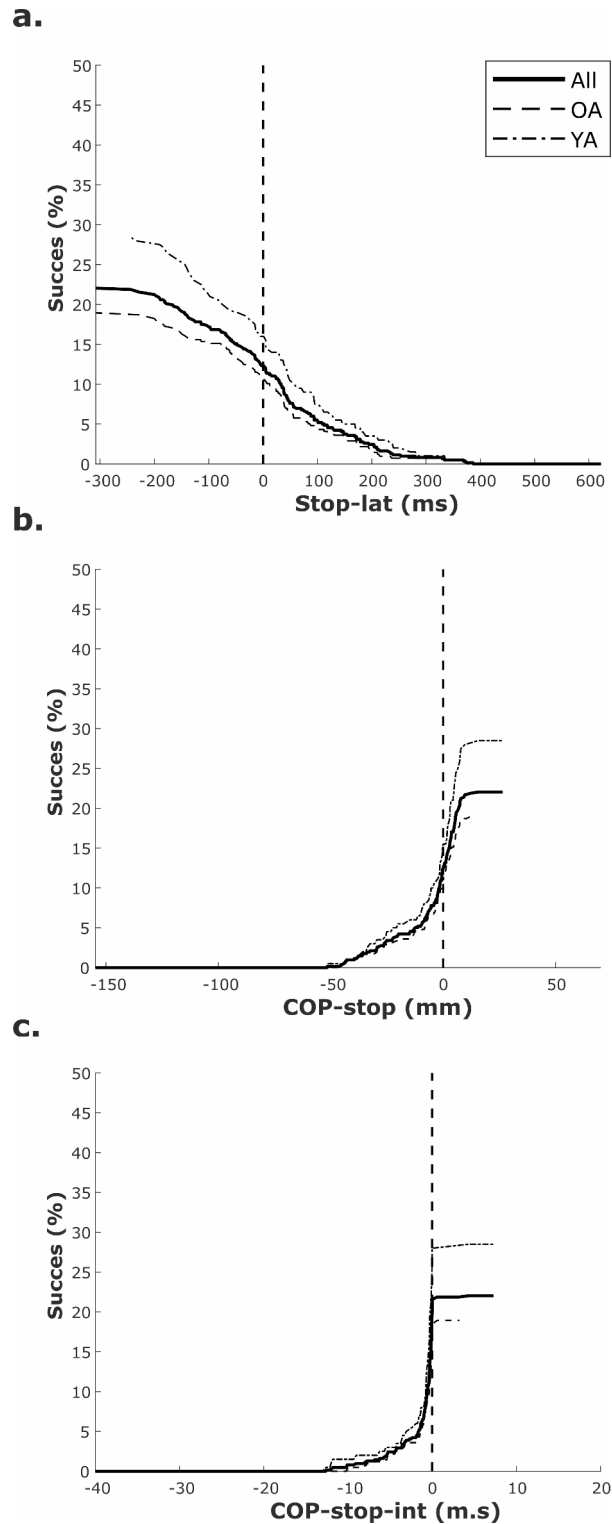 a.
50
45
40
35
30
25
20
15
10
5
0
Succes (%)
All
OA
YA
-300 -200 -100 0 100 200 300 400 500 600
Stop-lat (ms)
b.
50
45
40
35
30
25
20
15
10
5
0
Succes (%)
-150 -100 -50 0 50
COP-stop (mm)
c.
50
45
40
35
30
25
20
15
10
5
0
Succes (%)
-40 -30 -20 -10 0 10 20
COP-stop-int (m.s)